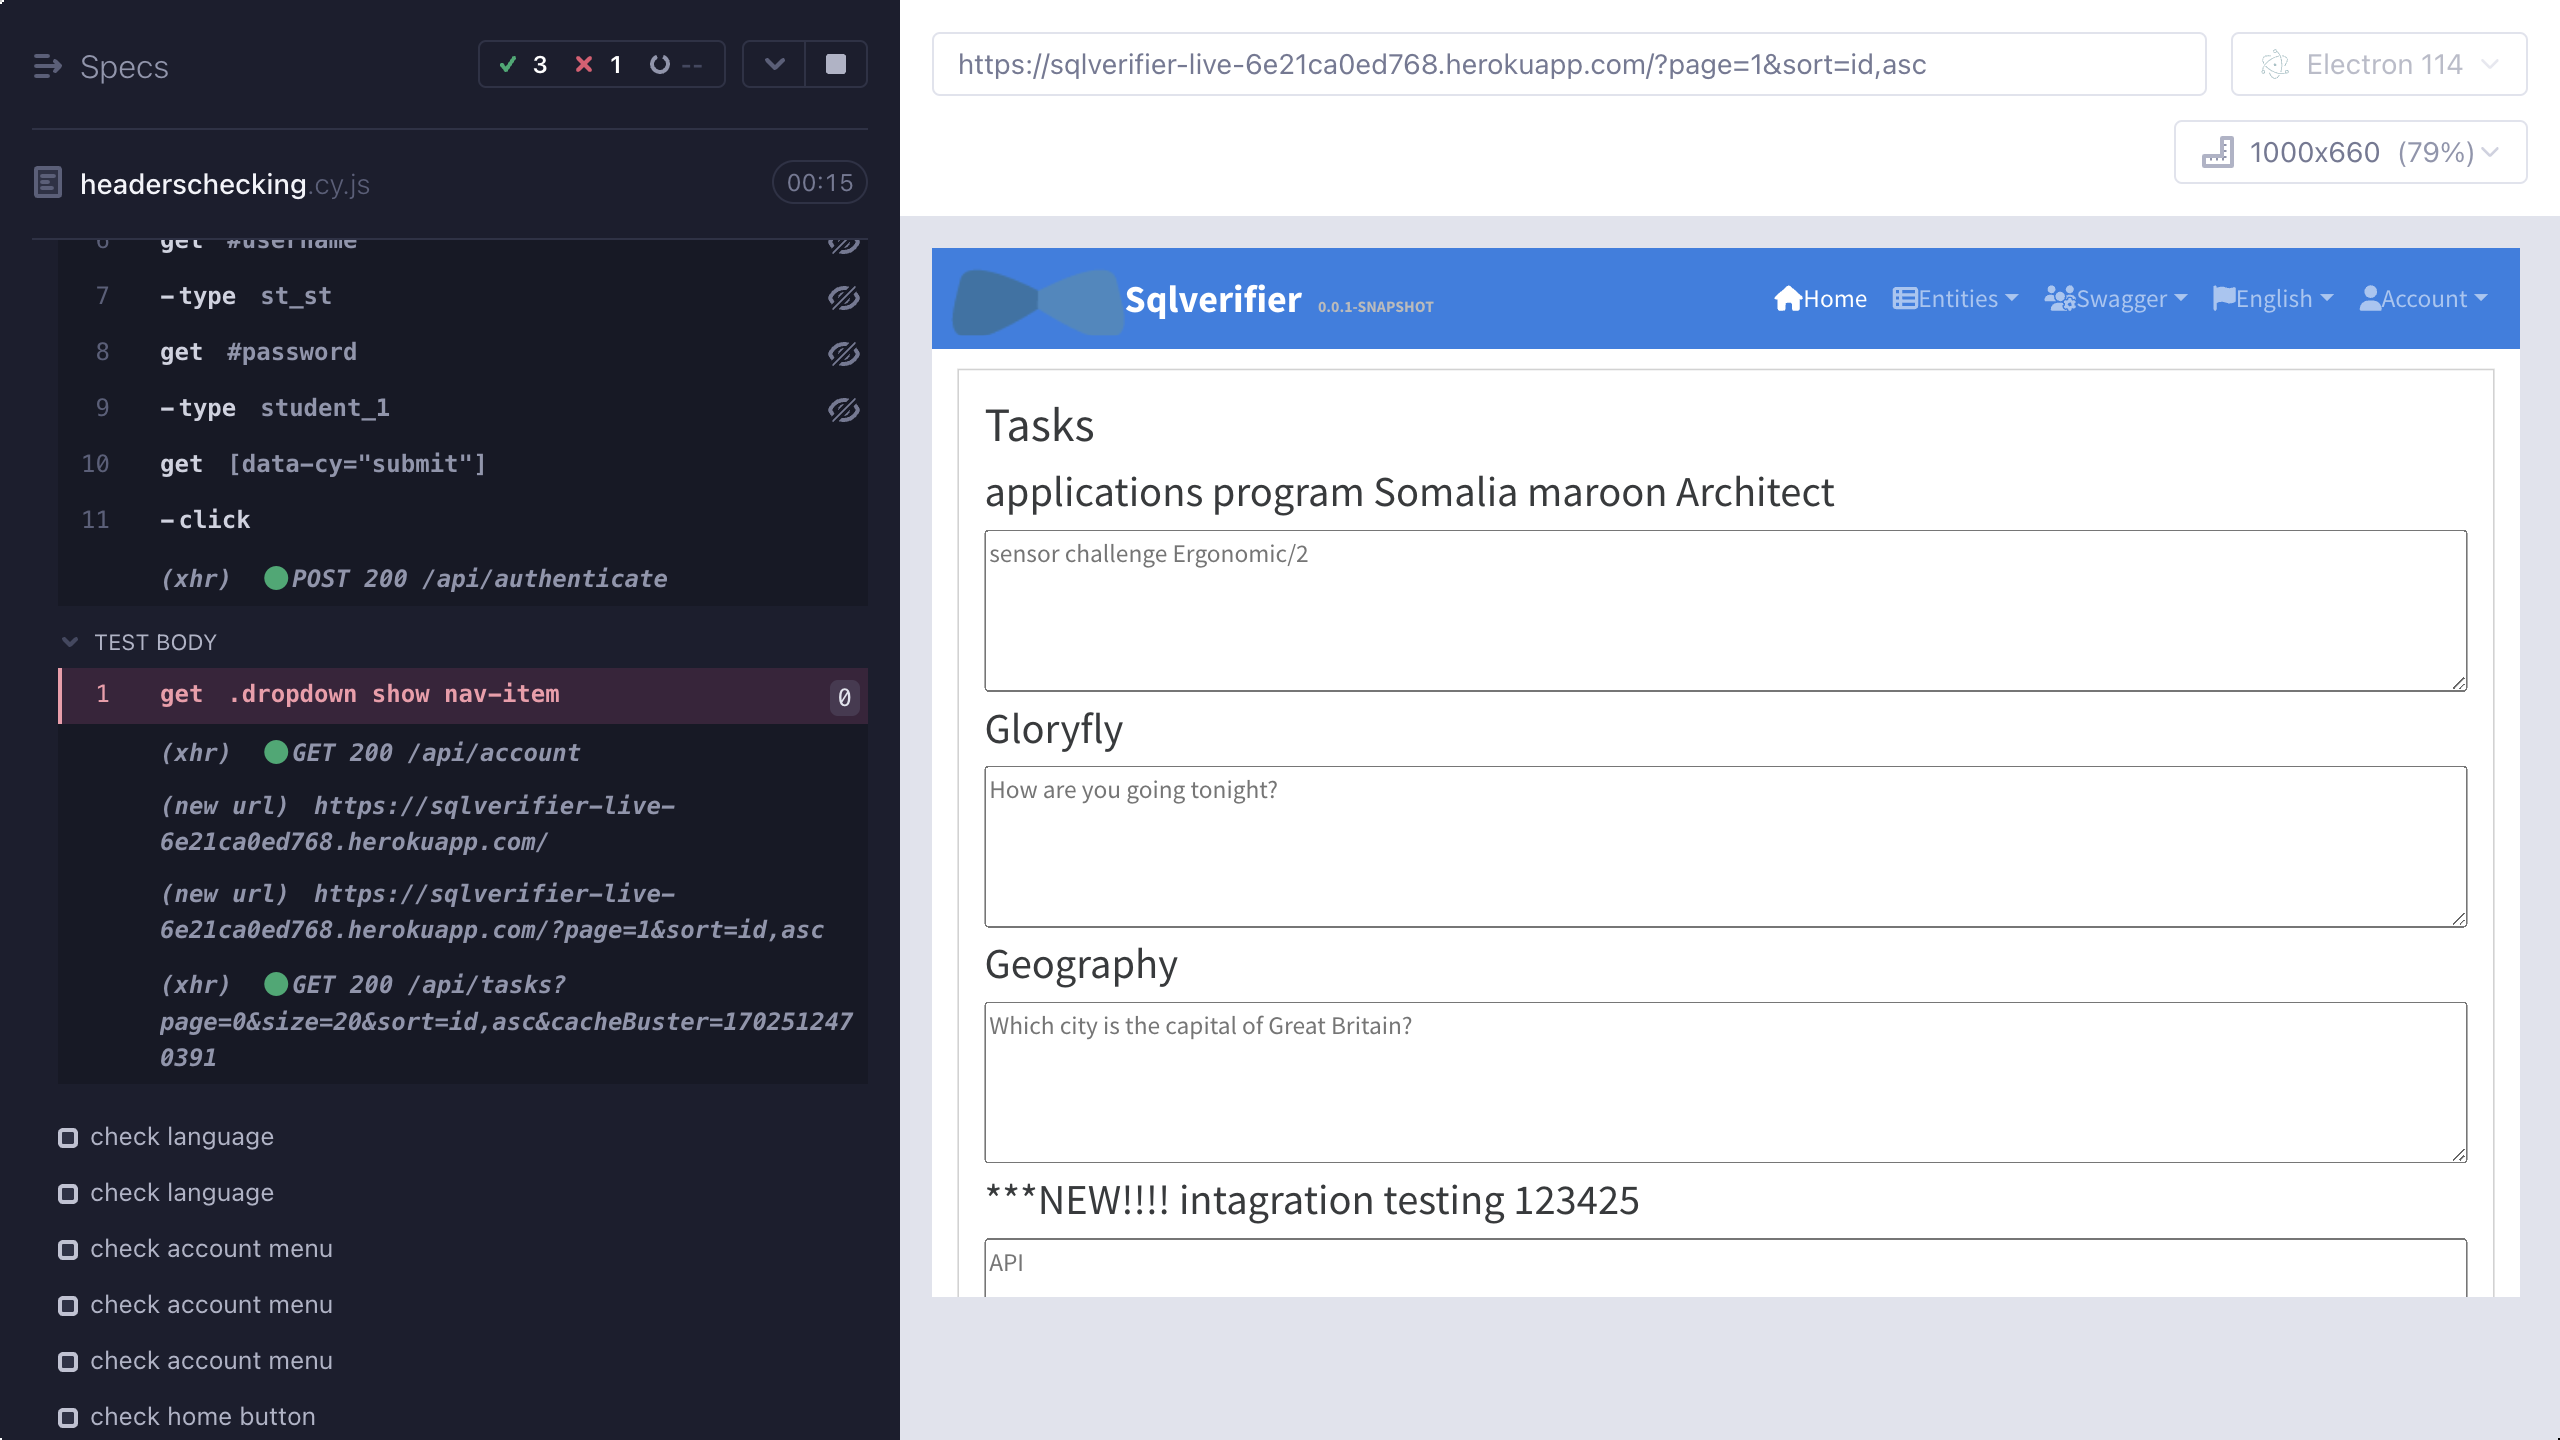 Specs
3 1 --
headerschecking.cy.js
00:15
6 get #username
7 -type st_st
8 get #password
9 -type student_1
10 get [data-cy="submit"]
11 -click
(xhr) POST 200 /api/authenticate
TEST BODY
1 get .dropdown show nav-item 0
(xhr) GET 200 /api/account
(new url) https://sqlverifier-live-
6e21ca0ed768.herokuapp.com/
(new url) https://sqlverifier-live-
6e21ca0ed768.herokuapp.com/?page=1&sort=id,asc
(xhr) GET 200 /api/tasks?
page=0&size=20&sort=id,asc&cacheBuster=170251247
0391
check language
check language
check account menu
check account menu
check account menu
check home button
https://sqlverifier-live-6e21ca0ed768.herokuapp.com/?page=1&sort=id,asc
Electron 114
1000x660 (79%)
Sqlverifier 0.0.1-SNAPSHOT
Home Entities Swagger English Account
Tasks
applications program Somalia maroon Architect
sensor challenge Ergonomic/2
Gloryfly
How are you going tonight?
Geography
Which city is the capital of Great Britain?
***NEW!!!! intagration testing 123425
API